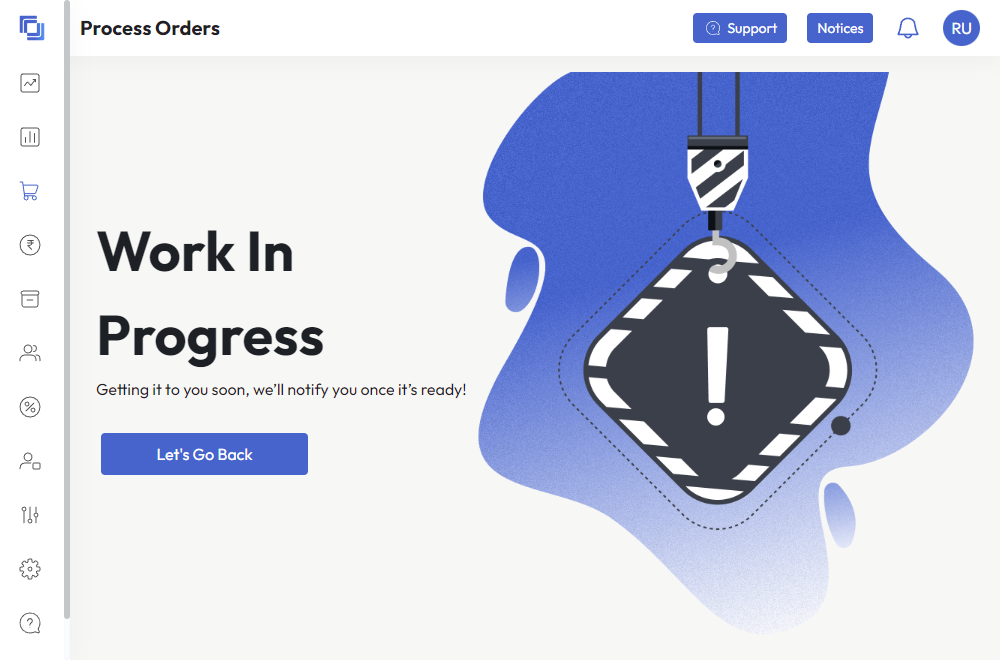 Process Orders
Support
Notices
RU
Work In
Progress
Getting it to you soon, we’ll notify you once it’s ready!
Let's Go Back